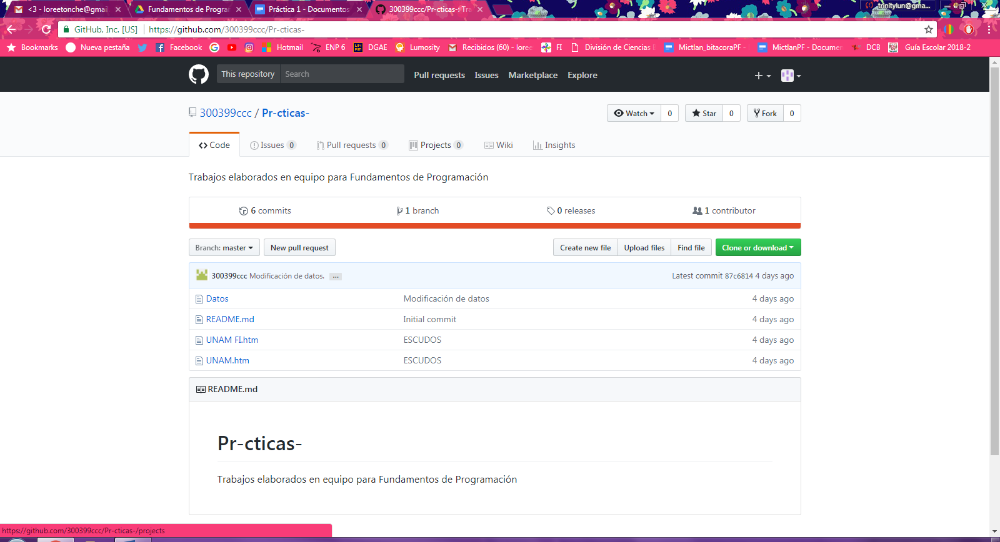 <3 - loreetonche@gmail.
Fundamentos de Program
Práctica 1 - Documentos
300399ccc/Pr-cticas-: Tra
trinitylun@gma...
GitHub, Inc. [US] https://github.com/300399ccc/Pr-cticas-
Bookmarks Nueva pestaña Facebook Hotmail ENP 6 DGAE Lumosity Recibidos (60) - loree FI División de Ciencias B Mictlan_bitacoraPF - MictlanPF - Documen DCB Guía Escolar 2018-2
This repository Search Pull requests Issues Marketplace Explore
300399ccc / Pr-cticas-
Watch 0 Star 0 Fork 0
Code Issues 0 Pull requests 0 Projects 0 Wiki Insights
Trabajos elaborados en equipo para Fundamentos de Programación
6 commits 1 branch 0 releases 1 contributor
Branch: master New pull request Create new file Upload files Find file Clone or download
300399ccc Modificación de datos. ... Latest commit 87c6814 4 days ago
Datos Modificación de datos 4 days ago
README.md Initial commit 4 days ago
UNAM FI.htm ESCUDOS 4 days ago
UNAM.htm ESCUDOS 4 days ago
README.md
Pr-cticas-
Trabajos elaborados en equipo para Fundamentos de Programación
https://github.com/300399ccc/Pr-cticas-/projects